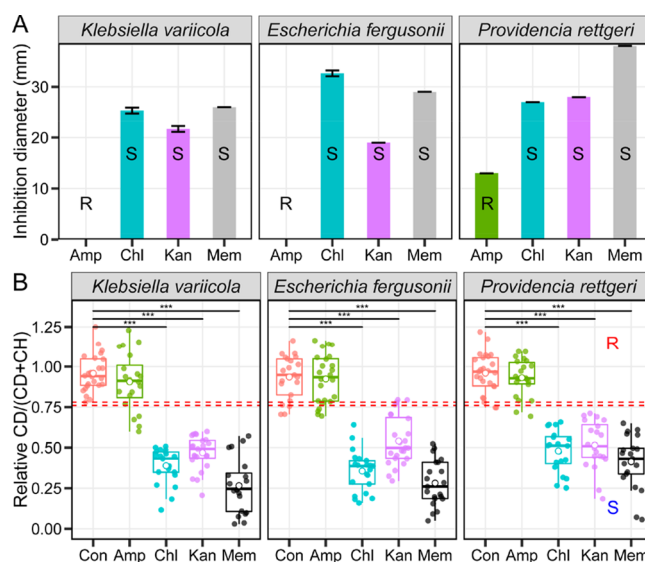 A
Klebsiella variicola Escherichia fergusonii Providencia rettgeri
Inhibition diameter (mm)
30
20
10
0
R S S S
R S S S
R S S S
Amp Chl Kan Mem Amp Chl Kan Mem Amp Chl Kan Mem
B
Klebsiella variicola Escherichia fergusonii Providencia rettgeri
Relative CD/(CD+CH)
*** *** ***
*** *** ***
*** *** ***
1.25
1.00
0.75
0.50
0.25
0.00
R
S
Con Amp Chl Kan Mem Con Amp Chl Kan Mem Con Amp Chl Kan Mem